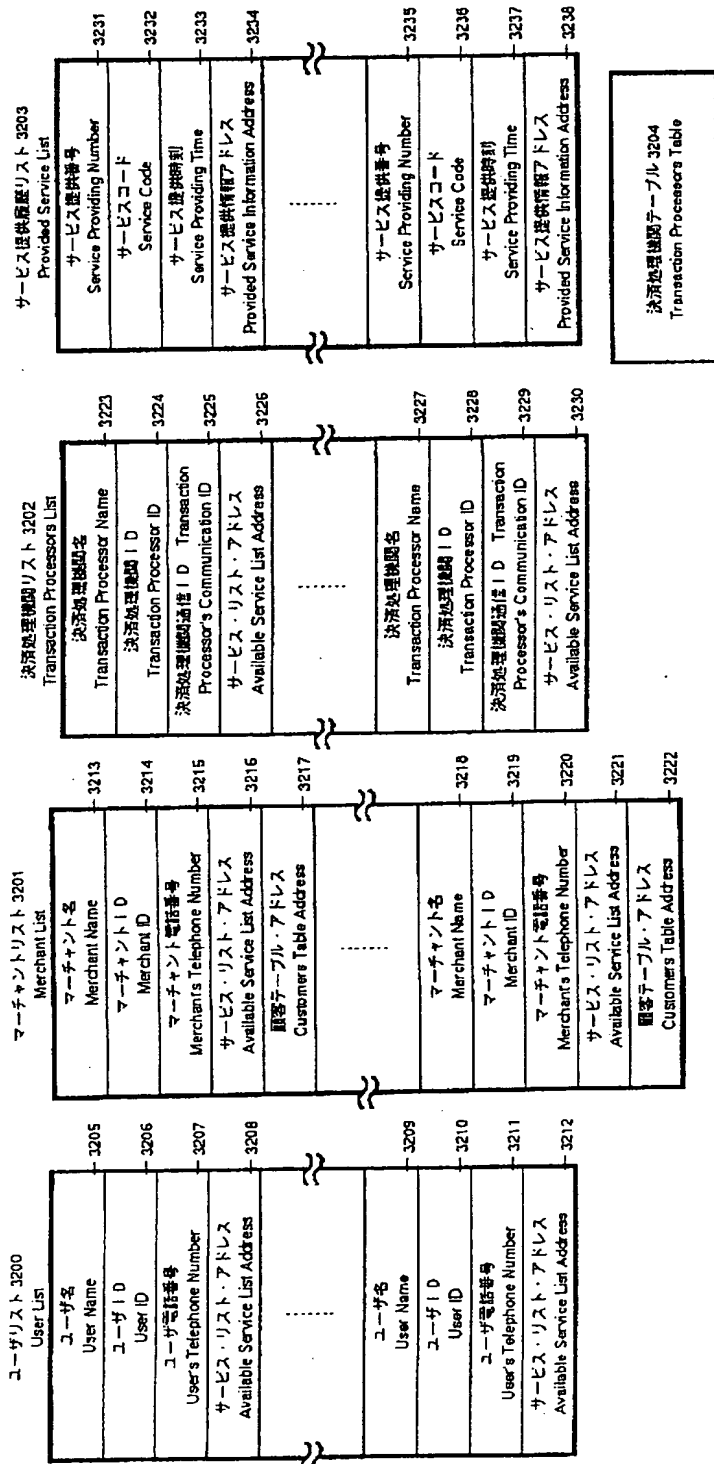 ユーザリスト 3200
User List
ユーザ名
User Name
3205
ユーザID
User ID
3206
ユーザ電話番号
User's Telephone Number
3207
サービス・リスト・アドレス
Available Service List Address
3208
ユーザ名
User Name
3209
ユーザID
User ID
3210
ユーザ電話番号
User's Telephone Number
3211
サービス・リスト・アドレス
Available Service List Address
3212
マーチャントリスト 3201
Merchant List
マーチャント名
Merchant Name
3213
マーチャントID
Merchant ID
3214
マーチャント電話番号
Merchant's Telephone Number
3215
サービス・リスト・アドレス
Available Service List Address
3216
顧客テーブル・アドレス
Customers Table Address
3217
マーチャント名
Merchant Name
3218
マーチャントID
Merchant ID
3219
マーチャント電話番号
Merchant's Telephone Number
3220
サービス・リスト・アドレス
Available Service List Address
3221
顧客テーブル・アドレス
Customers Table Address
3222
決済処理機関リスト 3202
Transaction Processors List
決済処理機関名
Transaction Processor Name
3223
決済処理機関ID
Transaction Processor ID
3224
決済処理機関通信ID Transaction
Processor's Communication ID
3225
サービス・リスト・アドレス
Available Service List Address
3226
決済処理機関名
Transaction Processor Name
3227
決済処理機関ID
Transaction Processor ID
3228
決済処理機関通信ID Transaction
Processor's Communication ID
3229
サービス・リスト・アドレス
Available Service List Address
3230
サービス提供履歴リスト 3203
Provided Service List
サービス提供番号
Service Providing Number
3231
サービスコード
Service Code
3232
サービス提供時刻
Service Providing Time
3233
サービス提供情報アドレス
Provided Service Information Address
3234
サービス提供番号
Service Providing Number
3235
サービスコード
Service Code
3236
サービス提供時刻
Service Providing Time
3237
サービス提供情報アドレス
Provided Service Information Address
3238
決済処理機関テーブル 3204
Transaction Processors Table